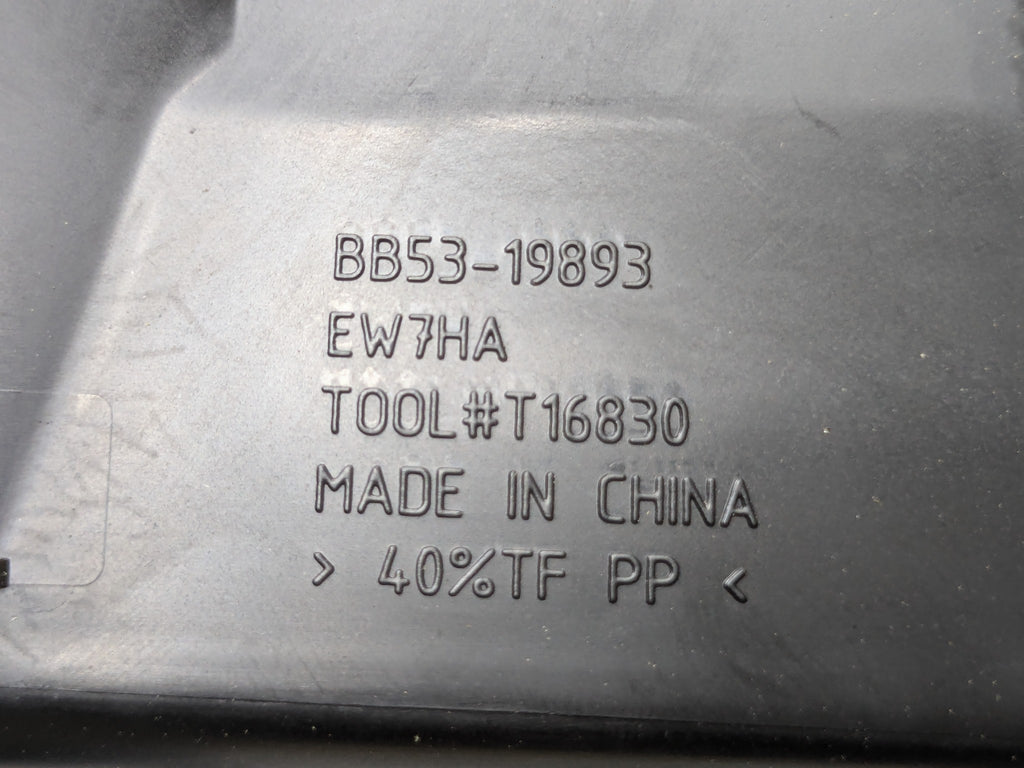 BB53-19893
EW7HA
TOOL#T16830
MADE IN CHINA
> 40%TF PP <